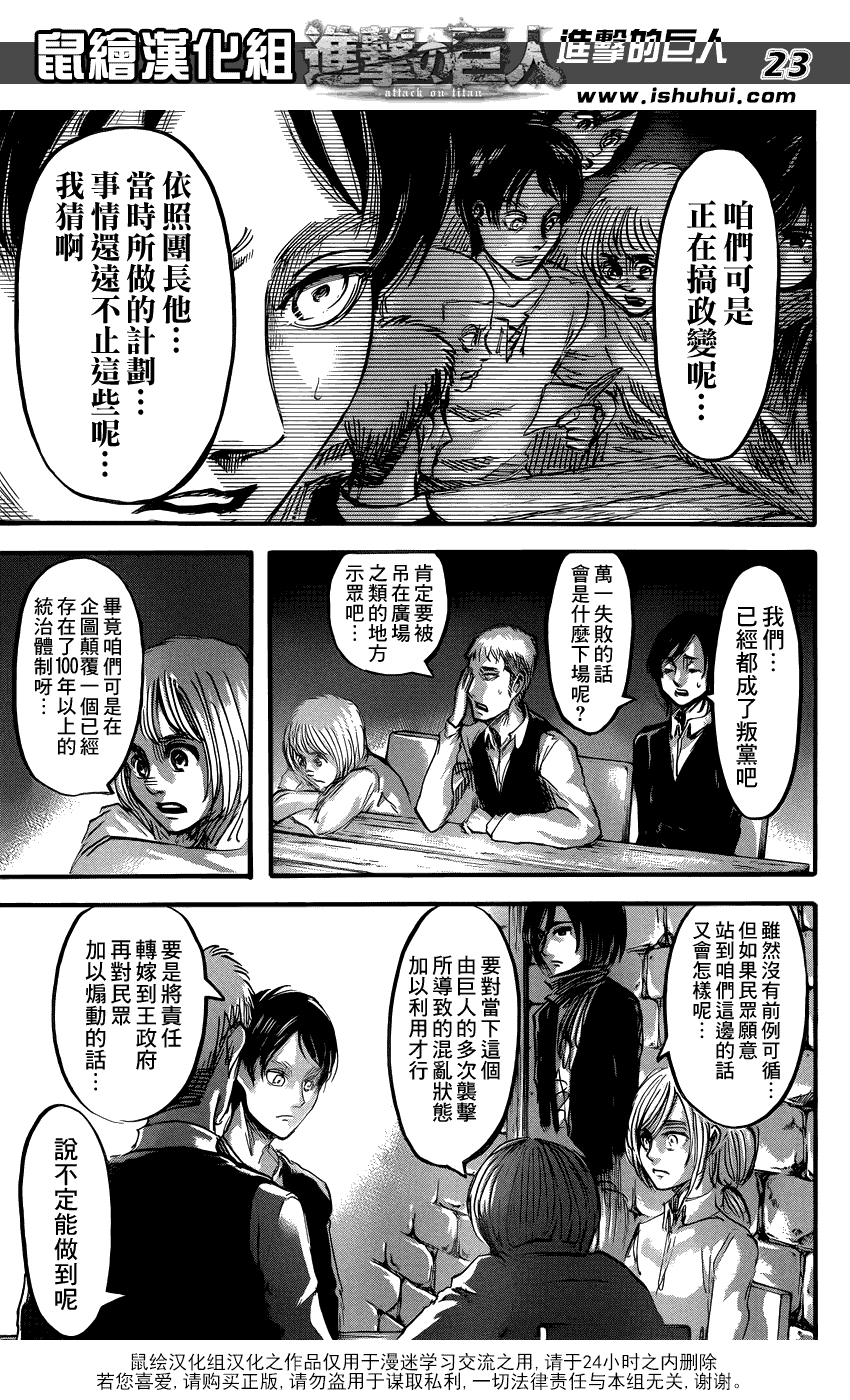 鼠繪漢化組
進撃の巨人
attack on titan
進擊的巨人
23
www.ishuhui.com
咱們可是
正在搞政變呢…
依照團長他…
當時所做的計劃…
事情還遠不止這些呢…
我猜啊
我們…
已經都成了叛黨吧
萬一失敗的話
會是什麼下場呢？
肯定要被
吊在廣場
之類的地方
示眾吧…
畢竟咱們可是在
企圖顛覆一個已經
存在了100年以上的
統治體制呀…
雖然沒有前例可循…
但如果民眾願意
站到咱們這邊的話
又會怎樣呢…
要對當下這個
由巨人的多次襲擊
所導致的混亂狀態
加以利用才行
要是將責任
轉嫁到王政府
再對民眾
加以煽動的話…
說不定能
做到呢
鼠绘汉化组汉化之作品仅用于漫迷学习交流之用, 请于24小时之内删除
若您喜爱, 请购买正版, 请勿盗用于谋取私利, 一切法律责任与本组无关, 谢谢。